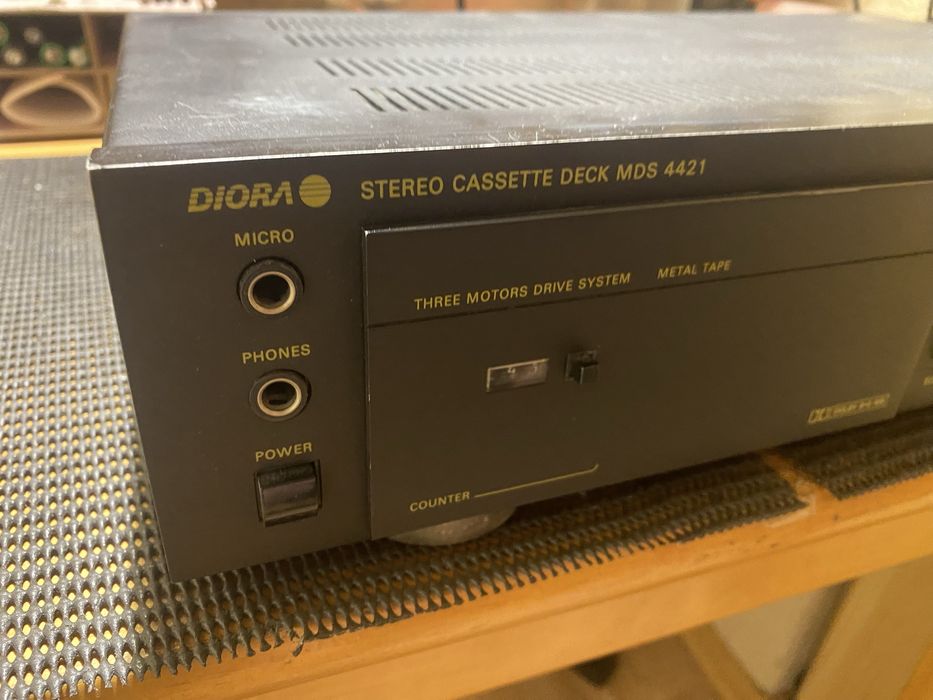 DIORA
STEREO CASSETTE DECK MDS 4421
MICRO
THREE MOTORS DRIVE SYSTEM
METAL TAPE
PHONES
POWER
COUNTER